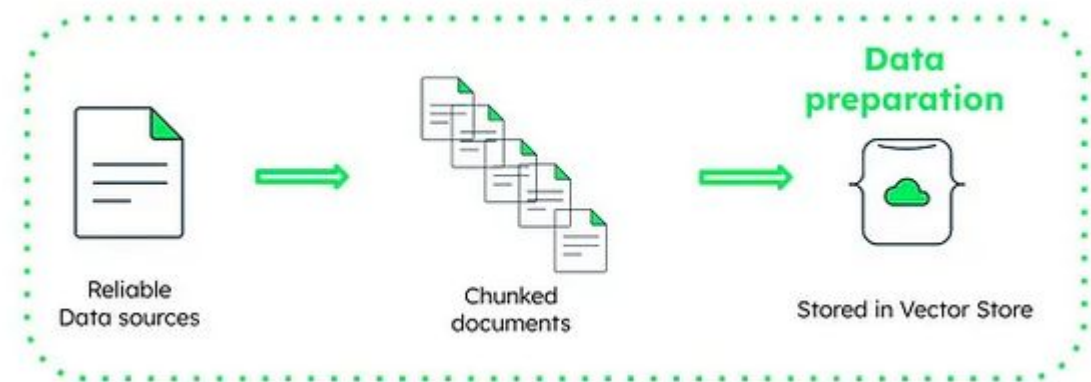 Data
preparation
Reliable
Data sources
Chunked
documents
Stored in Vector Store